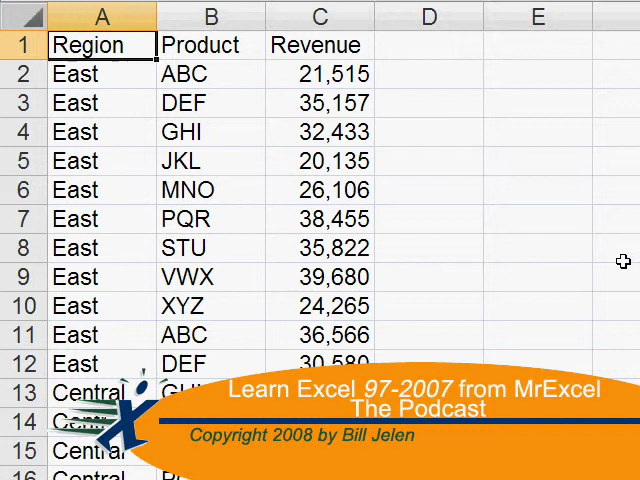 A B C D E
1 Region Product Revenue
2 East ABC 21,515
3 East DEF 35,157
4 East GHI 32,433
5 East JKL 20,135
6 East MNO 26,106
7 East PQR 38,455
8 East STU 35,822
9 East VWX 39,680
10 East XYZ 24,265
11 East ABC 36,566
12 East DEF 30,580
13 Central
14
15 Central
16 Central
Learn Excel 97-2007 from MrExcel
The Podcast
Copyright 2008 by Bill Jelen